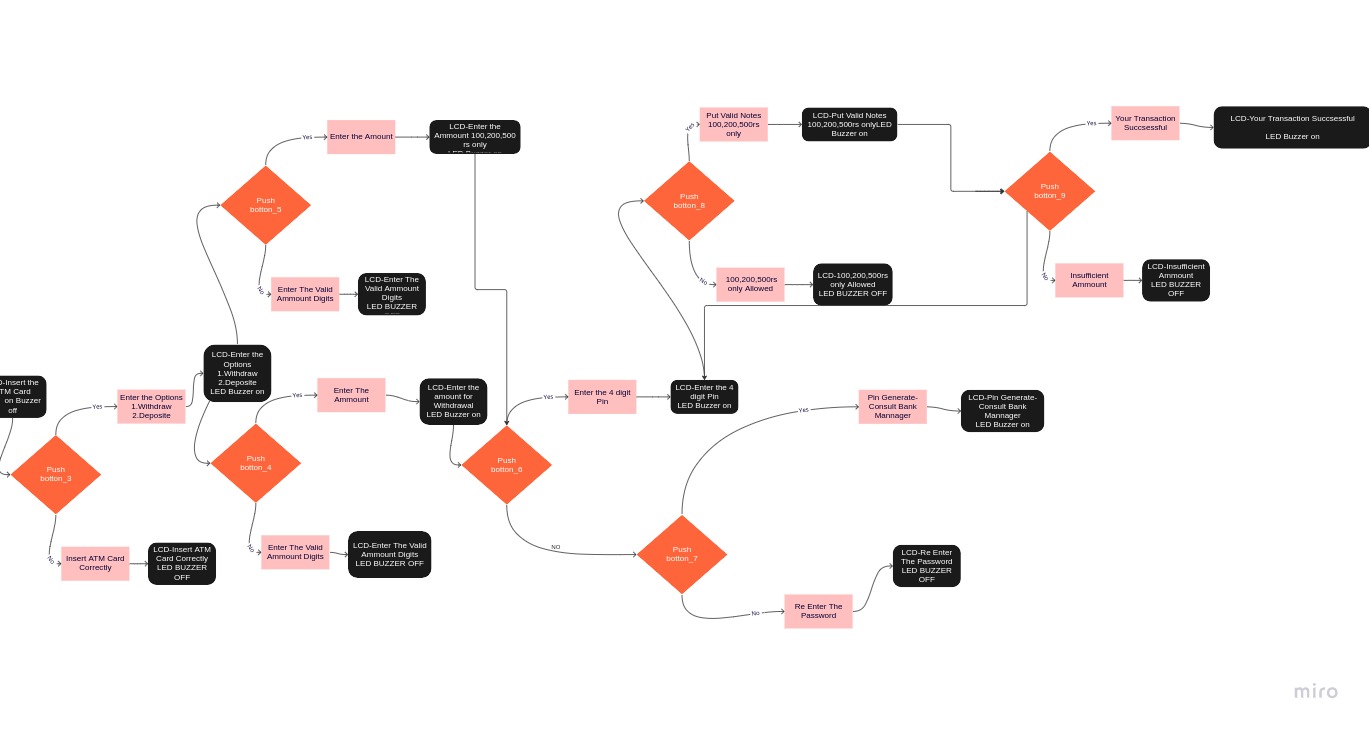 D-Insert the
TM Card
on Buzzer
off
Push
botton_3
Yes
Enter the Options
1.Withdraw
2.Deposite
LCD-Enter the
Options
1.Withdraw
2.Deposite
LED Buzzer on
No
Insert ATM Card
Correctly
LCD-Insert ATM
Card Correctly
LED BUZZER
OFF
Push
botton_5
Yes
Enter the Amount
LCD-Enter the
Ammount 100,200,500
rs only
No
Enter The Valid
Ammount Digits
LCD-Enter The
Valid Ammount
Digits
LED BUZZER
Push
botton_4
Yes
Enter The
Ammount
LCD-Enter the
amount for
Withdrawal
LED Buzzer on
No
Enter The Valid
Ammount Digits
LCD-Enter The Valid
Ammount Digits
LED BUZZER OFF
Push
botton_6
Yes
Enter the 4 digit
Pin
LCD-Enter the 4
digit Pin
LED Buzzer on
NO
Push
botton_7
Yes
Pin Generate-
Consult Bank
Mannager
LCD-Pin Generate-
Consult Bank
Mannager
LED Buzzer on
No
Re Enter The
Password
LCD-Re Enter
The Password
LED BUZZER
OFF
Push
botton_8
Yes
Put Valid Notes
100,200,500rs
only
LCD-Put Valid Notes
100,200,500rs onlyLED
Buzzer on
No
100,200,500rs
only Allowed
LCD-100,200,500rs
only Allowed
LED BUZZER OFF
Push
botton_9
Yes
Your Transaction
Succsessful
LCD-Your Transaction Succsessful
LED Buzzer on
No
Insufficient
Ammount
LCD-Insufficient
Ammount
LED BUZZER
OFF
miro